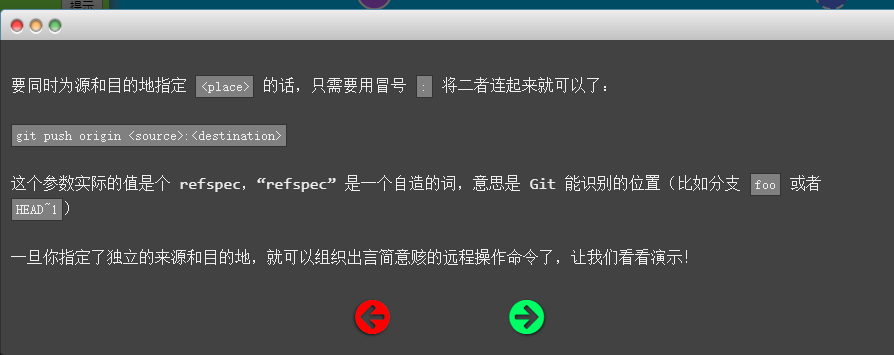 提示
要同时为源和目的地指定 <place> 的话，只需要用冒号 : 将二者连起来就可以了：
git push origin <source>:<destination>
这个参数实际的值是个 refspec，“refspec” 是一个自造的词，意思是 Git 能识别的位置（比如分支 foo 或者
HEAD~1）
一旦你指定了独立的来源和目的地，就可以组织出言简意赅的远程操作命令了，让我们看看演示!